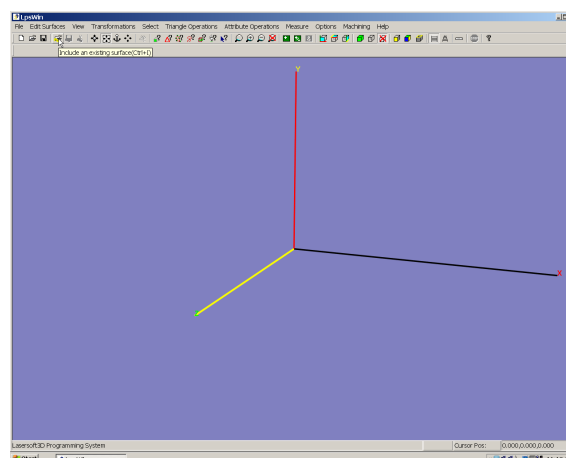 LpsWin
File Edit Surfaces View Transformations Select Triangle Operations Attribute Operations Measure Options Machining Help
Include an existing surface(Ctrl+I)
Y
X
Lasersoft3D Programming System Cursor Pos: 0.000,0.000,0.000